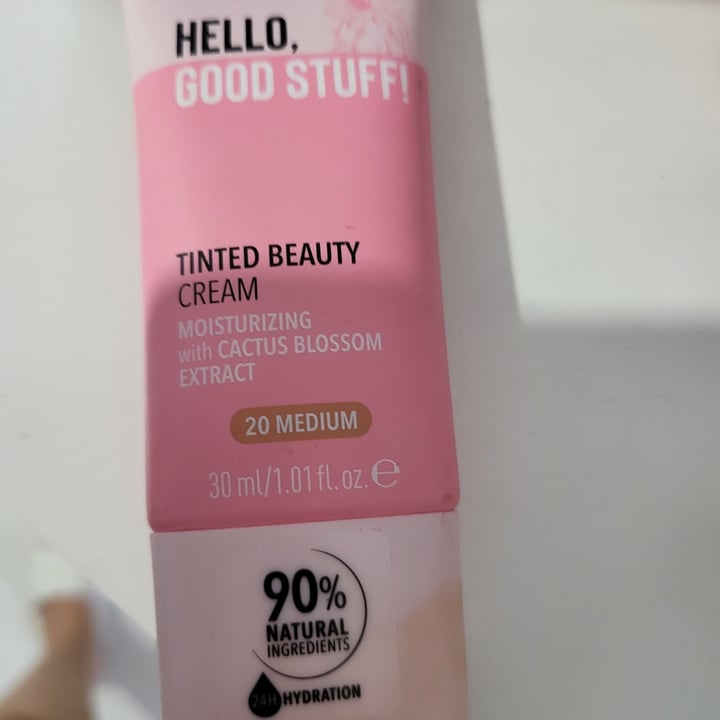 HELLO,
GOOD STUFF!
TINTED BEAUTY
CREAM
MOISTURIZING
with CACTUS BLOSSOM
EXTRACT
20 MEDIUM
30 ml/1.01 fl. oz. ℮
90%
NATURAL
INGREDIENTS
24H HYDRATION